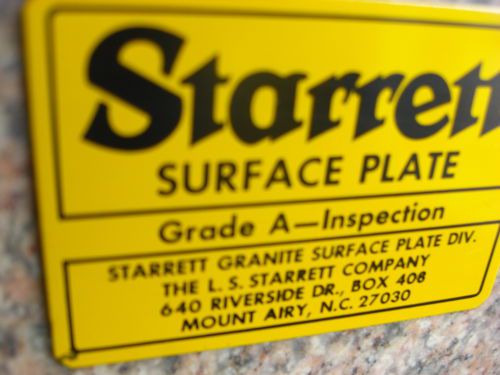 Starrett
SURFACE PLATE
Grade A—Inspection
STARRETT GRANITE SURFACE PLATE DIV.
THE L. S. STARRETT COMPANY
640 RIVERSIDE DR., BOX 408
MOUNT AIRY, N.C. 27030